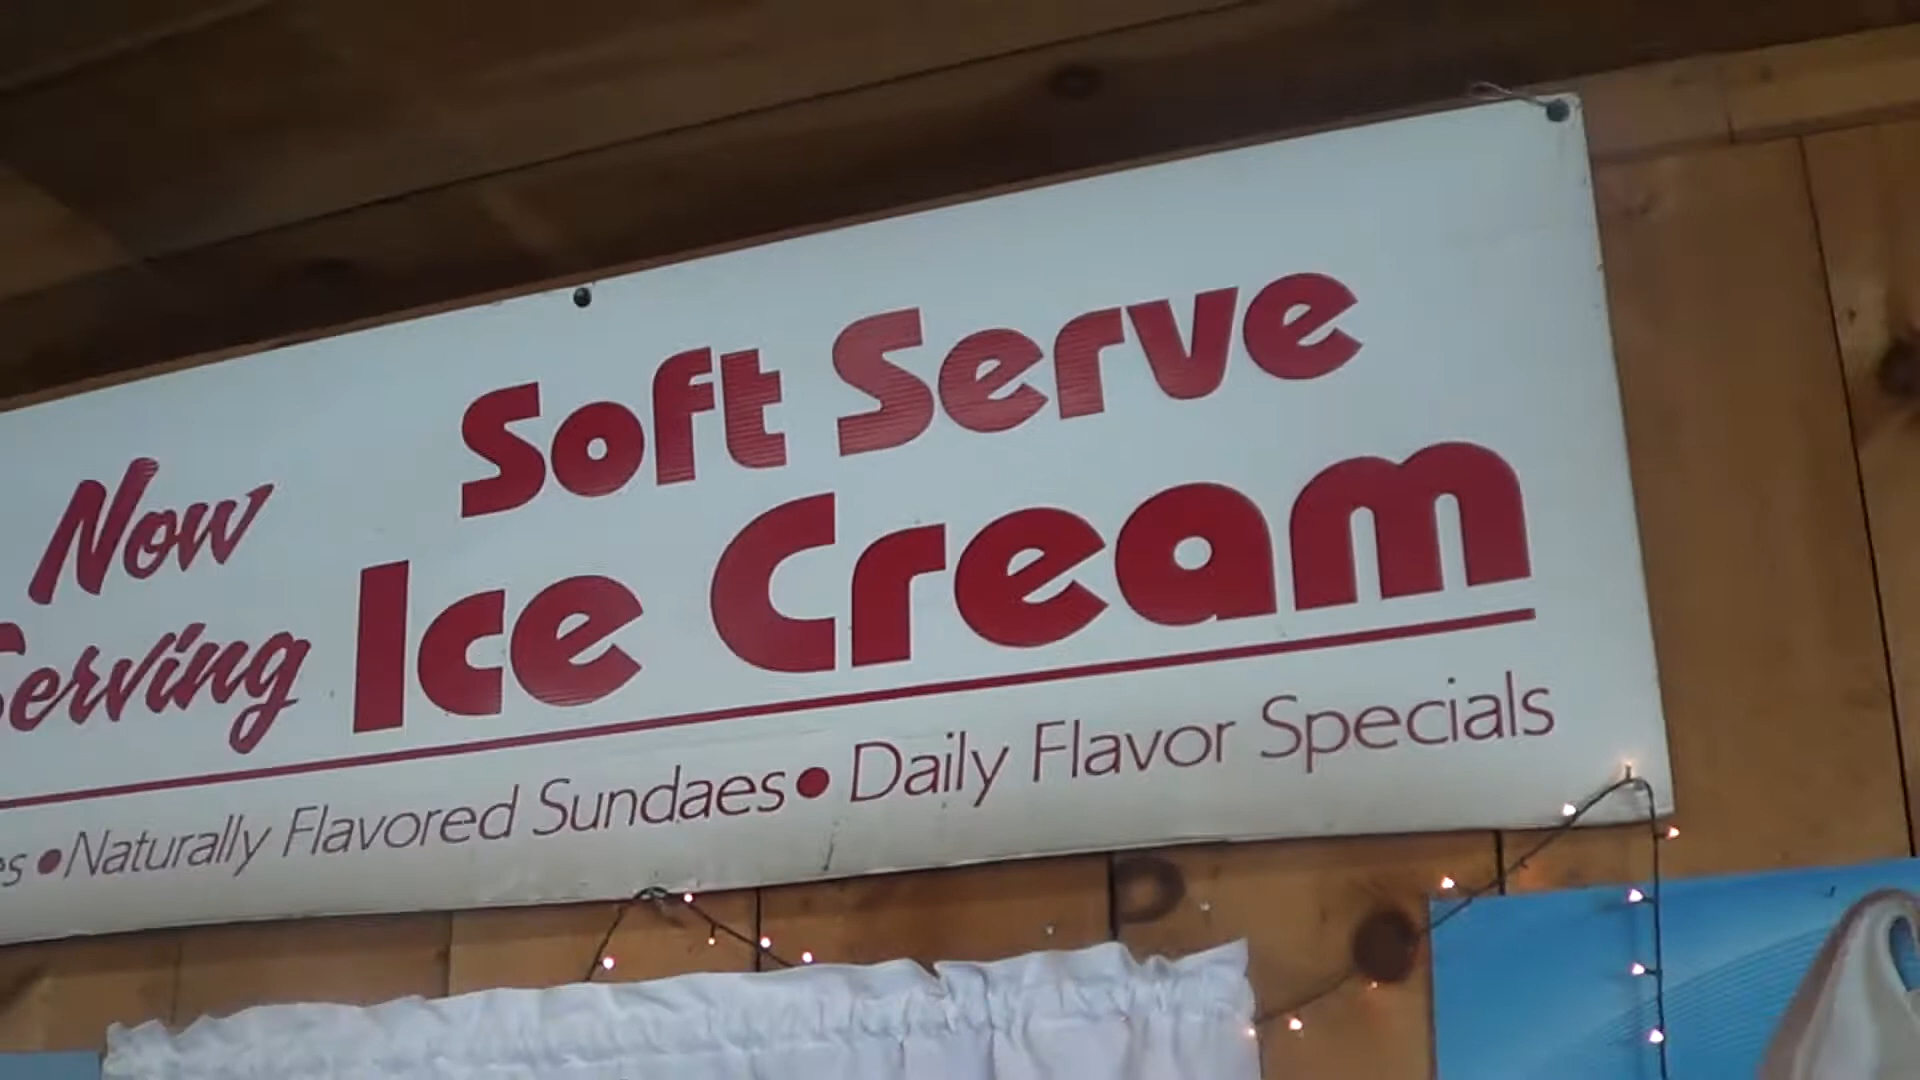 Now Serving
Soft Serve
Ice Cream
• Naturally Flavored Sundaes • Daily Flavor Specials